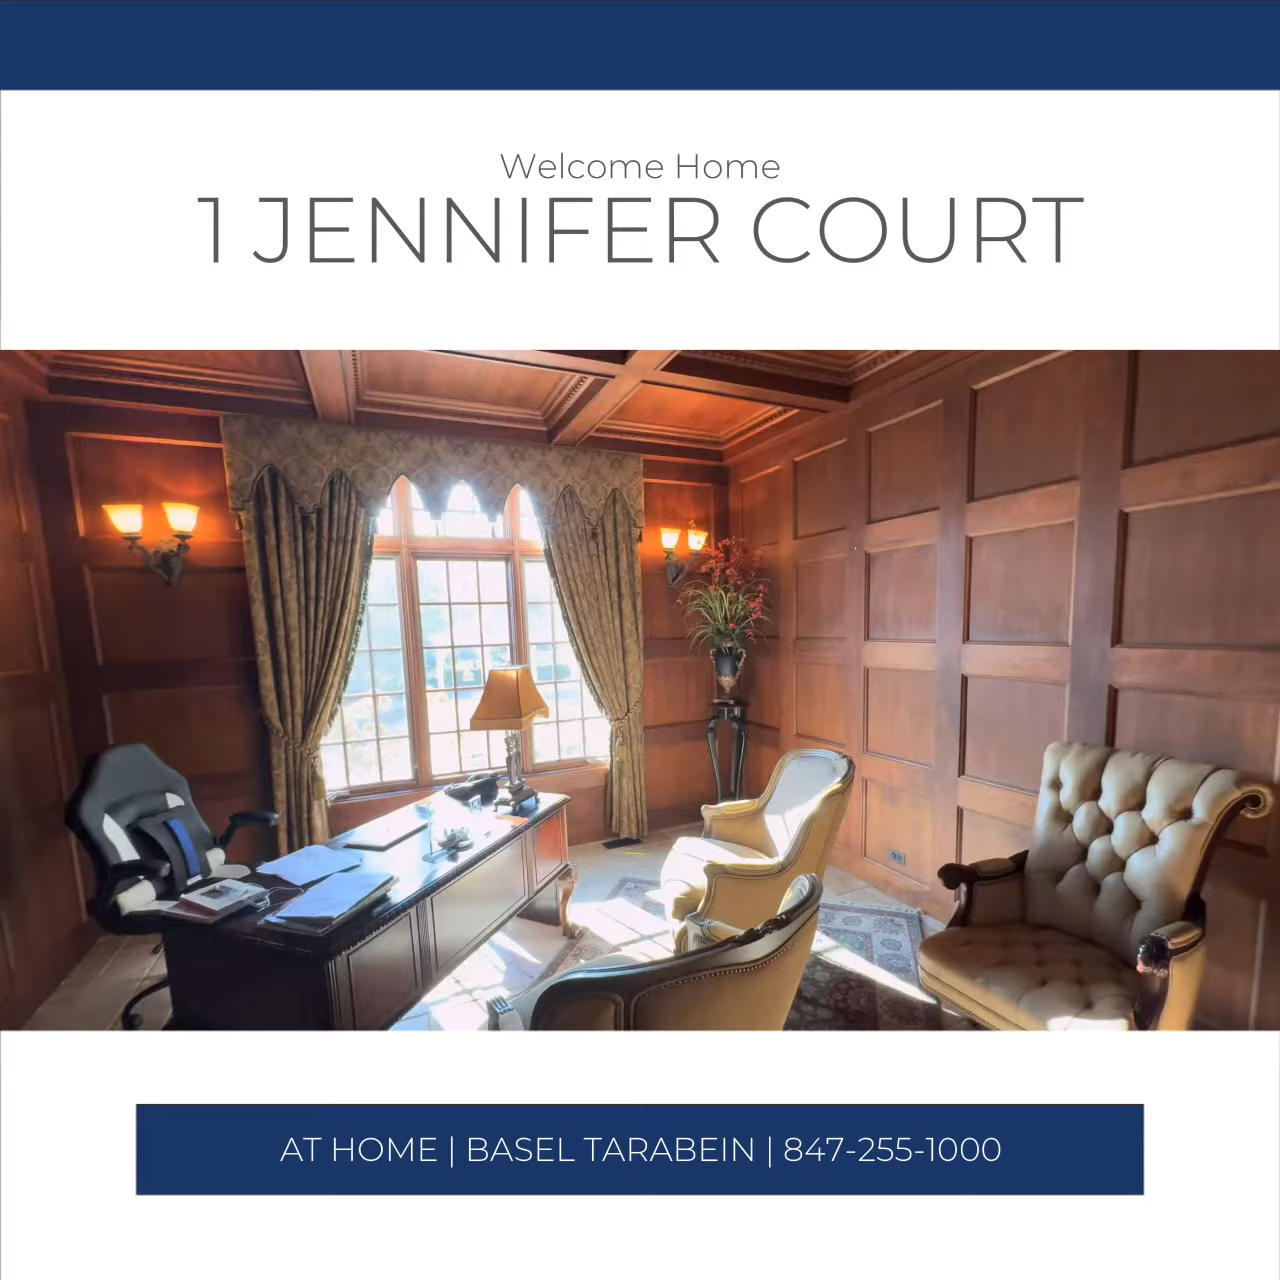 Welcome Home
1 JENNIFER COURT
AT HOME | BASEL TARABEIN | 847-255-1000